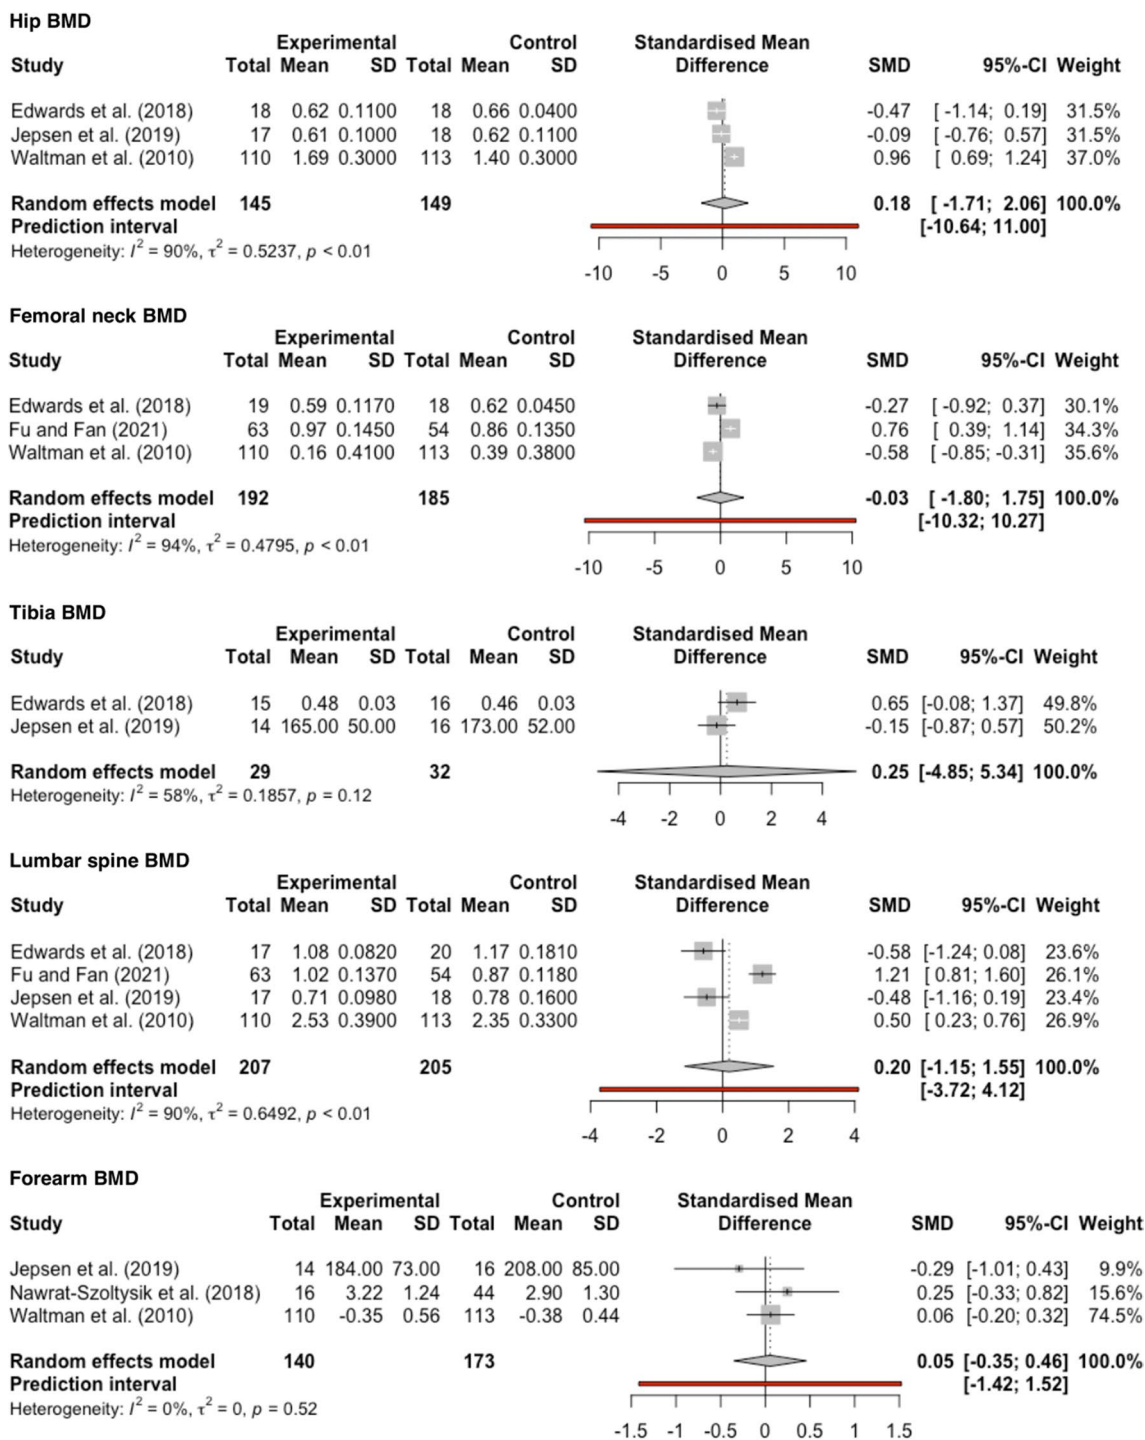 Hip BMD
Experimental Control Standardised Mean
Study Total Mean SD Total Mean SD Difference SMD 95%-CI Weight
Edwards et al. (2018) 18 0.62 0.1100 18 0.66 0.0400 -0.47 [ -1.14; 0.19] 31.5%
Jepsen et al. (2019) 17 0.61 0.1000 18 0.62 0.1100 -0.09 [ -0.76; 0.57] 31.5%
Waltman et al. (2010) 110 1.69 0.3000 113 1.40 0.3000 0.96 [ 0.69; 1.24] 37.0%
Random effects model 145 149 0.18 [ -1.71; 2.06] 100.0%
Prediction interval [-10.64; 11.00]
Heterogeneity: I² = 90%, τ² = 0.5237, p < 0.01
-10 -5 0 5 10
Femoral neck BMD
Experimental Control Standardised Mean
Study Total Mean SD Total Mean SD Difference SMD 95%-CI Weight
Edwards et al. (2018) 19 0.59 0.1170 18 0.62 0.0450 -0.27 [ -0.92; 0.37] 30.1%
Fu and Fan (2021) 63 0.97 0.1450 54 0.86 0.1350 0.76 [ 0.39; 1.14] 34.3%
Waltman et al. (2010) 110 0.16 0.4100 113 0.39 0.3800 -0.58 [ -0.85; -0.31] 35.6%
Random effects model 192 185 -0.03 [ -1.80; 1.75] 100.0%
Prediction interval [-10.32; 10.27]
Heterogeneity: I² = 94%, τ² = 0.4795, p < 0.01
-10 -5 0 5 10
Tibia BMD
Experimental Control Standardised Mean
Study Total Mean SD Total Mean SD Difference SMD 95%-CI Weight
Edwards et al. (2018) 15 0.48 0.03 16 0.46 0.03 0.65 [-0.08; 1.37] 49.8%
Jepsen et al. (2019) 14 165.00 50.00 16 173.00 52.00 -0.15 [-0.87; 0.57] 50.2%
Random effects model 29 32 0.25 [-4.85; 5.34] 100.0%
Heterogeneity: I² = 58%, τ² = 0.1857, p = 0.12
-4 -2 0 2 4
Lumbar spine BMD
Experimental Control Standardised Mean
Study Total Mean SD Total Mean SD Difference SMD 95%-CI Weight
Edwards et al. (2018) 17 1.08 0.0820 20 1.17 0.1810 -0.58 [-1.24; 0.08] 23.6%
Fu and Fan (2021) 63 1.02 0.1370 54 0.87 0.1180 1.21 [ 0.81; 1.60] 26.1%
Jepsen et al. (2019) 17 0.71 0.0980 18 0.78 0.1600 -0.48 [-1.16; 0.19] 23.4%
Waltman et al. (2010) 110 2.53 0.3900 113 2.35 0.3300 0.50 [ 0.23; 0.76] 26.9%
Random effects model 207 205 0.20 [-1.15; 1.55] 100.0%
Prediction interval [-3.72; 4.12]
Heterogeneity: I² = 90%, τ² = 0.6492, p < 0.01
-4 -2 0 2 4
Forearm BMD
Experimental Control Standardised Mean
Study Total Mean SD Total Mean SD Difference SMD 95%-CI Weight
Jepsen et al. (2019) 14 184.00 73.00 16 208.00 85.00 -0.29 [-1.01; 0.43] 9.9%
Nawrat-Szoltysik et al. (2018) 16 3.22 1.24 44 2.90 1.30 0.25 [-0.33; 0.82] 15.6%
Waltman et al. (2010) 110 -0.35 0.56 113 -0.38 0.44 0.06 [-0.20; 0.32] 74.5%
Random effects model 140 173 0.05 [-0.35; 0.46] 100.0%
Prediction interval [-1.42; 1.52]
Heterogeneity: I² = 0%, τ² = 0, p = 0.52
-1.5 -1 -0.5 0 0.5 1 1.5